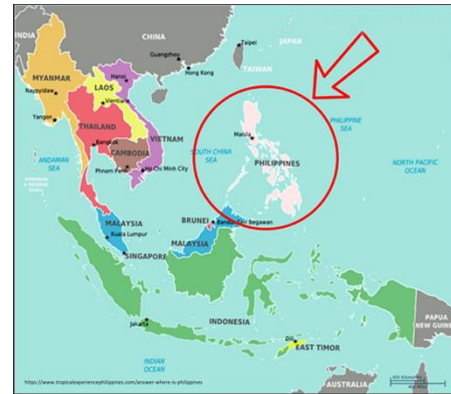 INDIA
CHINA
JAPAN
Taipei
Guangzhou
TAIWAN
Hong Kong
MYANMAR
Hanoi
LAOS
Naypyidaw
Vientiane
Yangon
THAILAND
VIETNAM
Manila
PHILIPPINE
SEA
Bangkok
CAMBODIA
SOUTH CHINA
SEA
PHILIPPINES
NORTH PACIFIC
OCEAN
ANDAMAN
SEA
Phnom Penh
Ho Chi Minh City
BRUNEI
Bandar Seri Begawan
MALAYSIA
MALAYSIA
Kuala Lumpur
SINGAPORE
INDONESIA
PAPUA
NEW GUINEA
Jakarta
Dili
EAST TIMOR
INDIAN
OCEAN
AUSTRALIA
https://www.tropicalexperiencephilippines.com/answer-where-is-philippines